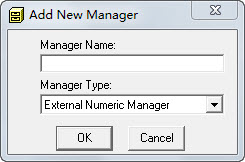 Add New Manager
Manager Name:
Manager Type:
External Numeric Manager
OK
Cancel